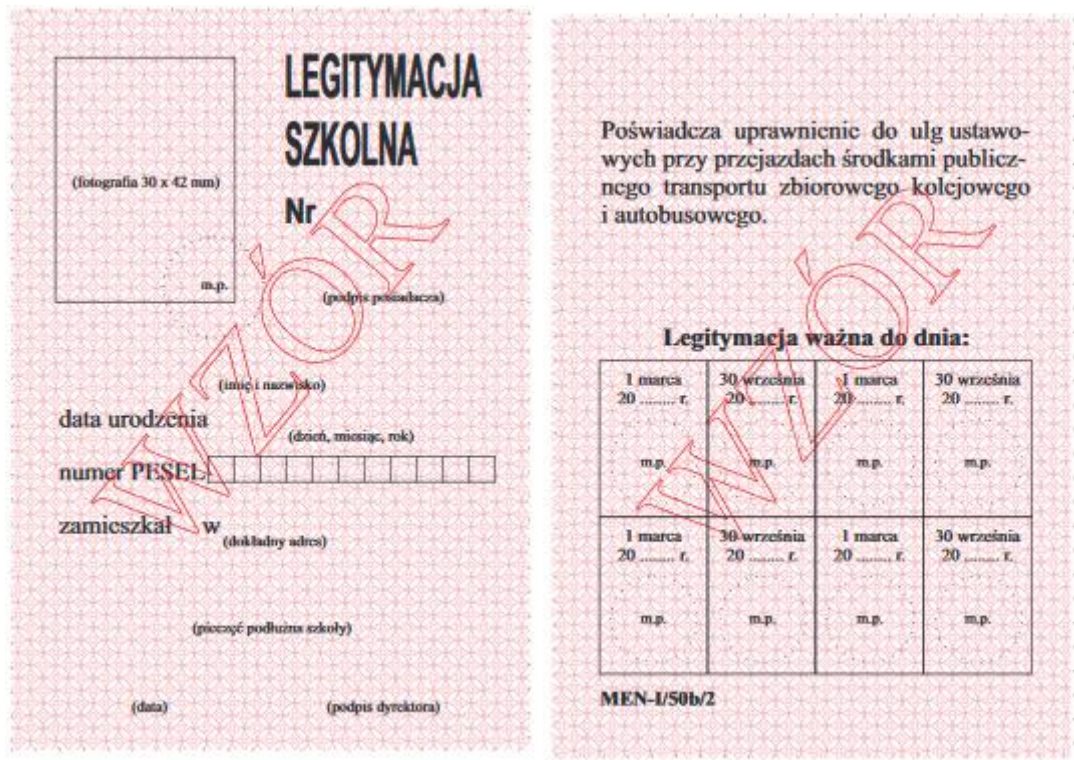 LEGITYMACJA
SZKOLNA
(fotografia 30 x 42 mm)
Nr
m.p.
(podpis posiadacza)
(imię i nazwisko)
data urodzenia
(dzień, miesiąc, rok)
numer PESEL
zamieszkał w
(dokładny adres)
(pieczęć podłużna szkoły)
(data) (podpis dyrektora)
WZÓR
Poświadcza uprawnienie do ulg ustawo-
wych przy przejazdach środkami publicz-
nego transportu zbiorowego kolejowego
i autobusowego.
Legitymacja ważna do dnia:
1 marca 30 września 1 marca 30 września
20 ........ r. 20 ........ r. 20 ........ r. 20 ........ r.
m.p. m.p. m.p. m.p.
1 marca 30 września 1 marca 30 września
20 ........ r. 20 ........ r. 20 ........ r. 20 ........ r.
m.p. m.p. m.p. m.p.
MEN-I/50b/2
WZÓR